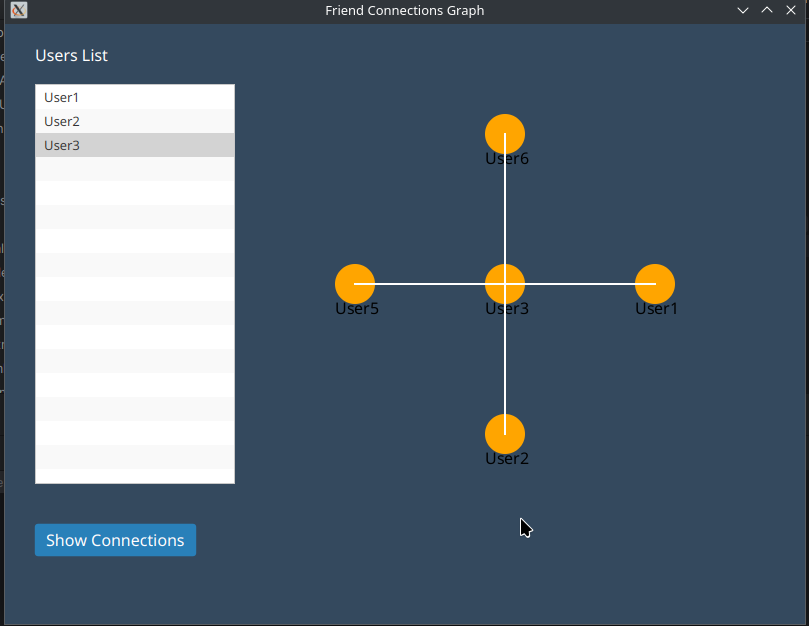 Friend Connections Graph
Users List
User1
User2
User3
User6
User5
User3
User1
User2
Show Connections